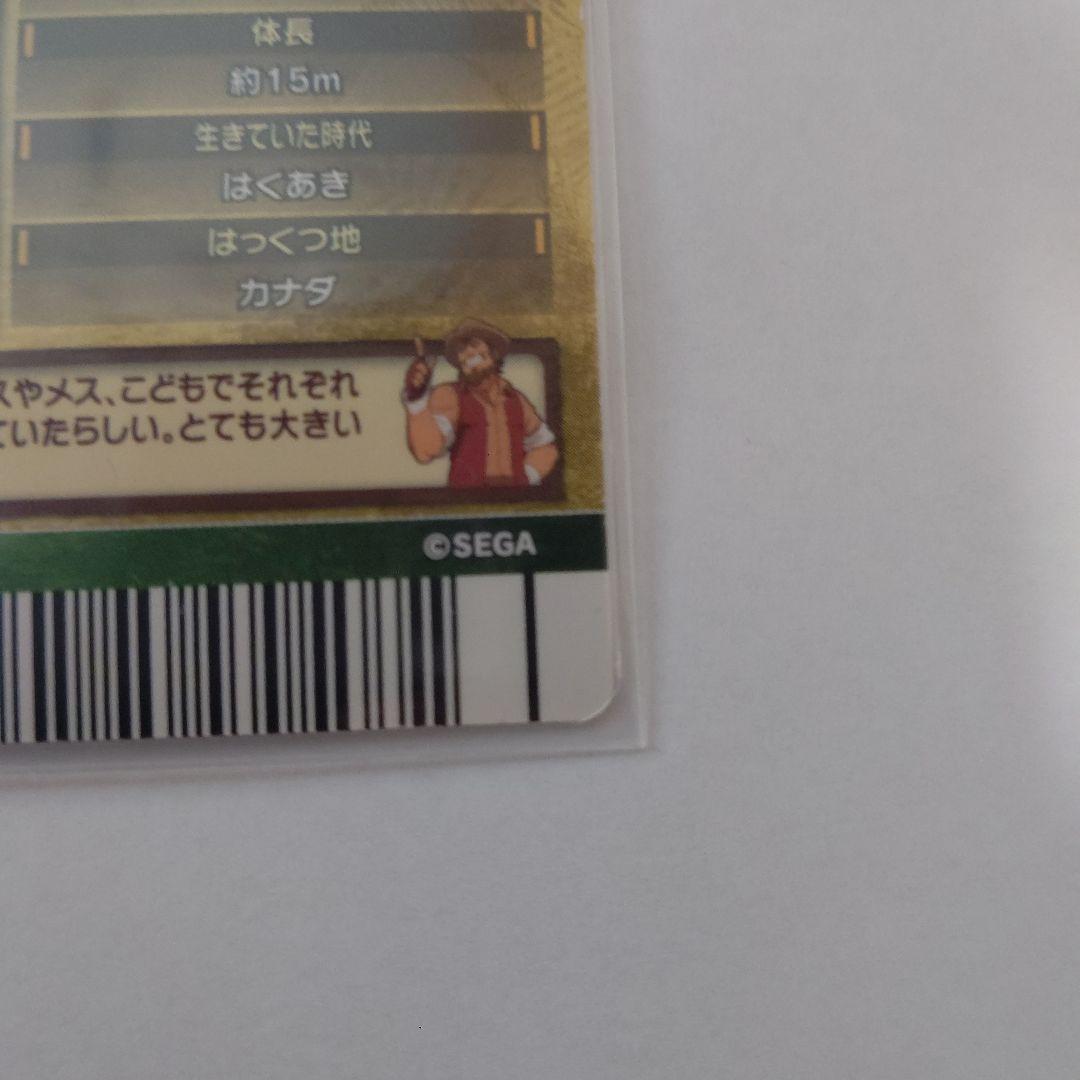 体長
約15m
生きていた時代
はくあき
はっくつ地
カナダ
スやメス、こどもでそれぞれ
ていたらしい。とても大きい
©SEGA